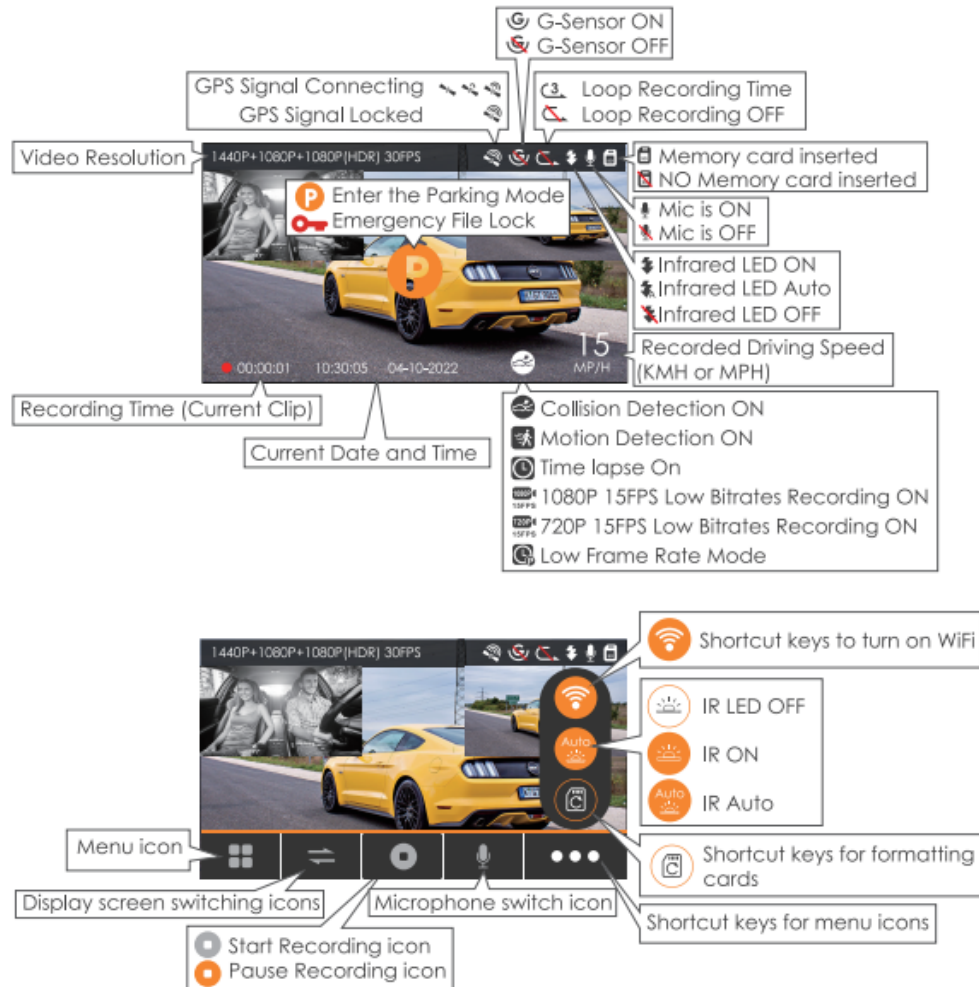 G-Sensor ON
G-Sensor OFF
GPS Signal Connecting
GPS Signal Locked
3 Loop Recording Time
Loop Recording OFF
Video Resolution
1440P+1080P+1080P(HDR) 30FPS
Memory card inserted
NO Memory card inserted
P Enter the Parking Mode
Emergency File Lock
Mic is ON
Mic is OFF
P
Infrared LED ON
Infrared LED Auto
Infrared LED OFF
15
MP/H
Recorded Driving Speed
(KMH or MPH)
00:00:01 10:30:05 04-10-2022
Recording Time (Current Clip)
Current Date and Time
Collision Detection ON
Motion Detection ON
Time lapse On
1080P 15FPS 1080P 15FPS Low Bitrates Recording ON
720P 15FPS 720P 15FPS Low Bitrates Recording ON
Low Frame Rate Mode
1440P+1080P+1080P(HDR) 30FPS
Shortcut keys to turn on WiFi
Auto
IR LED OFF
IR ON
Auto IR Auto
Menu icon
Shortcut keys for formatting
cards
Display screen switching icons
Microphone switch icon
Shortcut keys for menu icons
Start Recording icon
Pause Recording icon